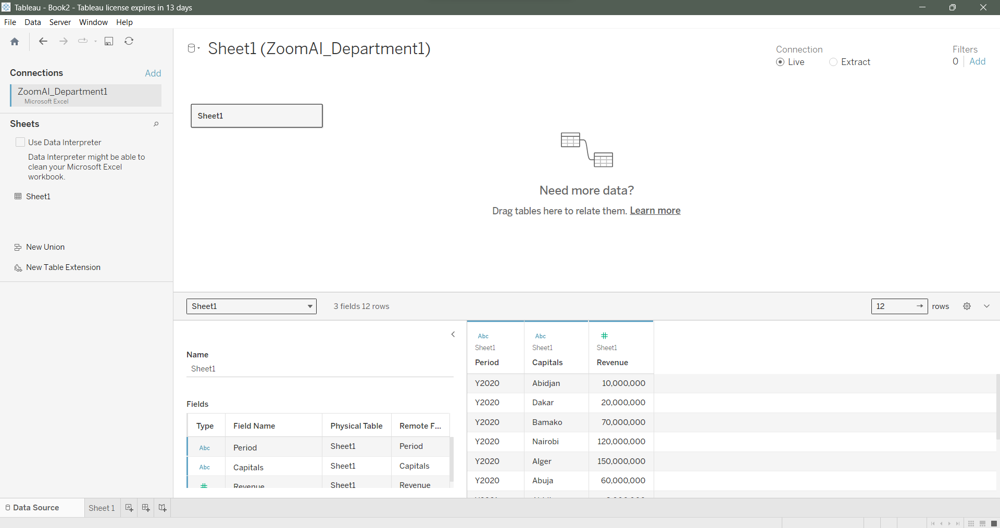 Tableau - Book2 - Tableau license expires in 13 days
File Data Server Window Help
Connections Add
ZoomAI_Department1
Microsoft Excel
Sheets
Use Data Interpreter
Data Interpreter might be able to
clean your Microsoft Excel
workbook.
Sheet1
New Union
New Table Extension
Sheet1 (ZoomAI_Department1)
Connection
Live Extract
Filters
0 Add
Sheet1
Need more data?
Drag tables here to relate them. Learn more
Sheet1 3 fields 12 rows 12 → rows
Name
Sheet1
Fields
Type Field Name Physical Table Remote F...
Abc Period Sheet1 Period
Abc Capitals Sheet1 Capitals
# Revenue Sheet1 Revenue
Abc Abc #
Sheet1 Sheet1 Sheet1
Period Capitals Revenue
Y2020 Abidjan 10,000,000
Y2020 Dakar 20,000,000
Y2020 Bamako 70,000,000
Y2020 Nairobi 120,000,000
Y2020 Alger 150,000,000
Y2020 Abuja 60,000,000
Data Source Sheet 1